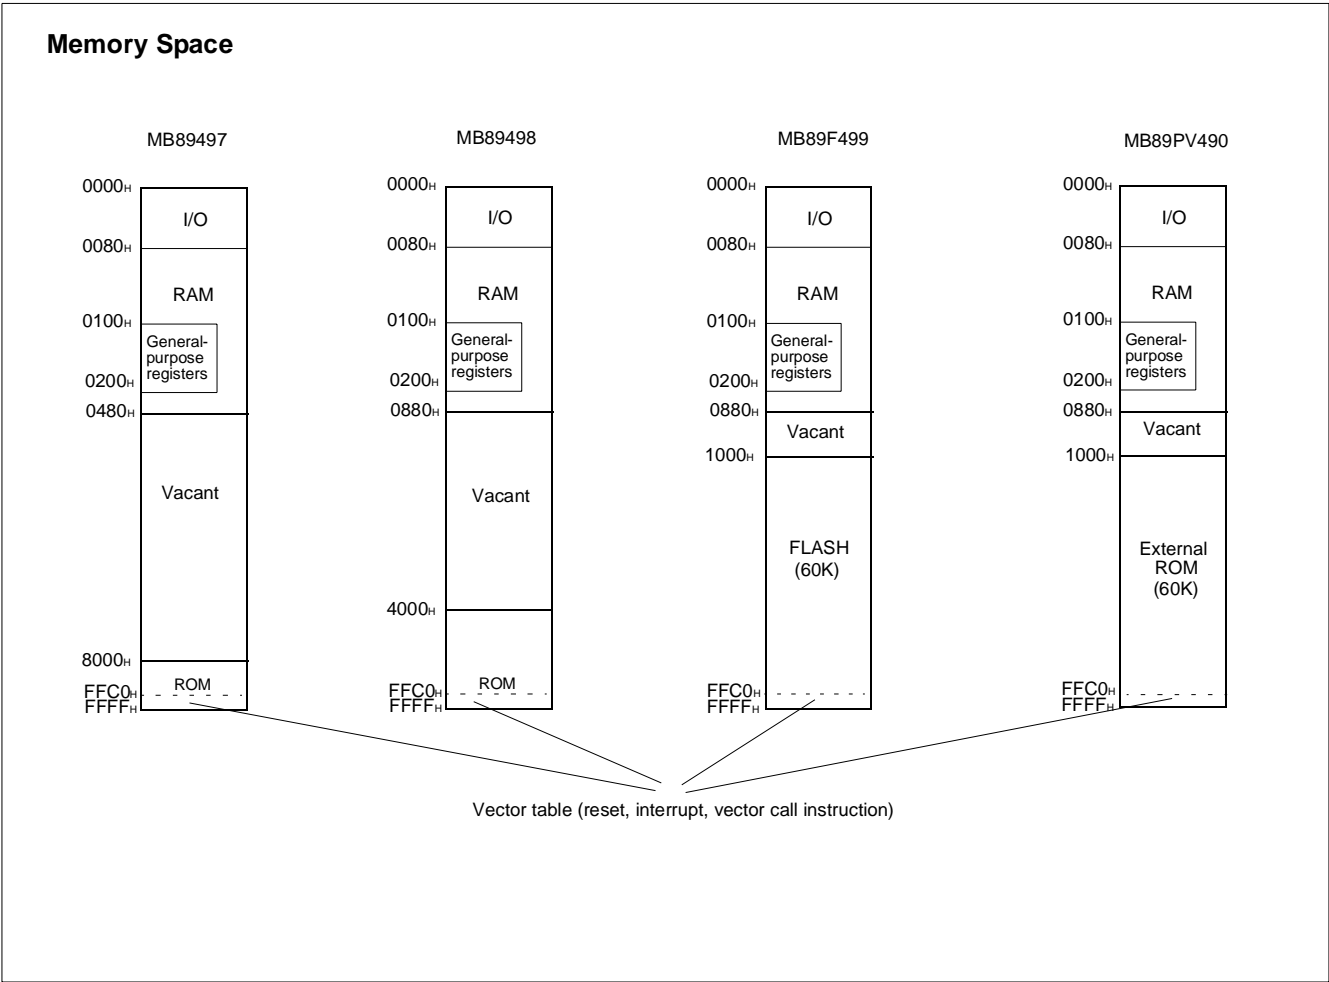 Memory Space
MB89497
0000H
I/O
0080H
RAM
0100H
General-
purpose
registers
0200H
0480H
Vacant
8000H
ROM
FFC0H
FFFFH
MB89498
0000H
I/O
0080H
RAM
0100H
General-
purpose
registers
0200H
0880H
Vacant
4000H
ROM
FFC0H
FFFFH
MB89F499
0000H
I/O
0080H
RAM
0100H
General-
purpose
registers
0200H
0880H
Vacant
1000H
FLASH
(60K)
FFC0H
FFFFH
MB89PV490
0000H
I/O
0080H
RAM
0100H
General-
purpose
registers
0200H
0880H
Vacant
1000H
External
ROM
(60K)
FFC0H
FFFFH
Vector table (reset, interrupt, vector call instruction)